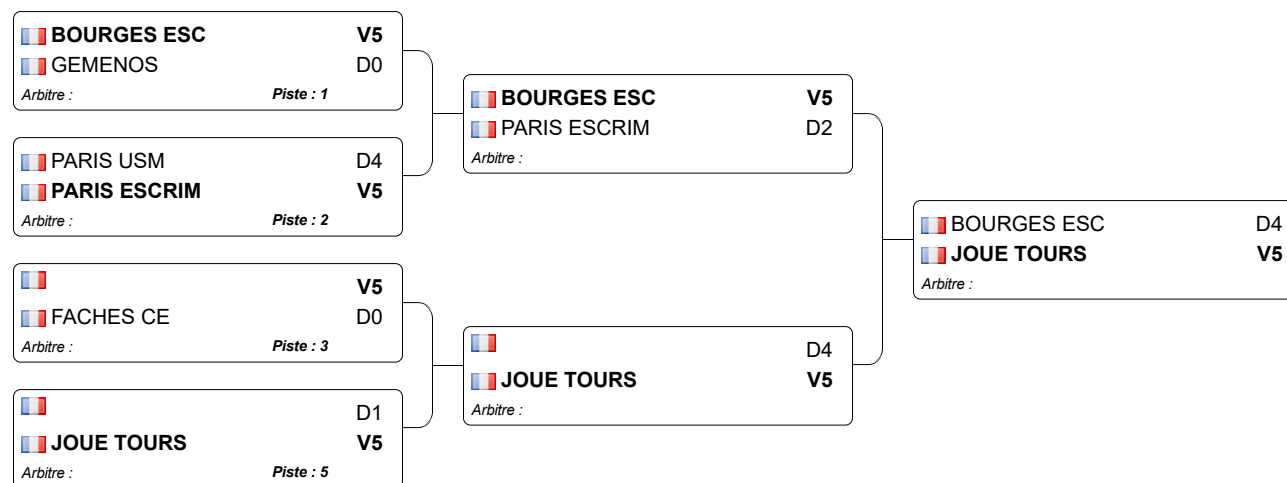 BOURGES ESC V5
GEMENOS D0
Arbitre : Piste : 1
PARIS USM D4
PARIS ESCRIM V5
Arbitre : Piste : 2
V5
FACHES CE D0
Arbitre : Piste : 3
D1
JOUE TOURS V5
Arbitre : Piste : 5
BOURGES ESC V5
PARIS ESCRIM D2
Arbitre :
D4
JOUE TOURS V5
Arbitre :
BOURGES ESC D4
JOUE TOURS V5
Arbitre :